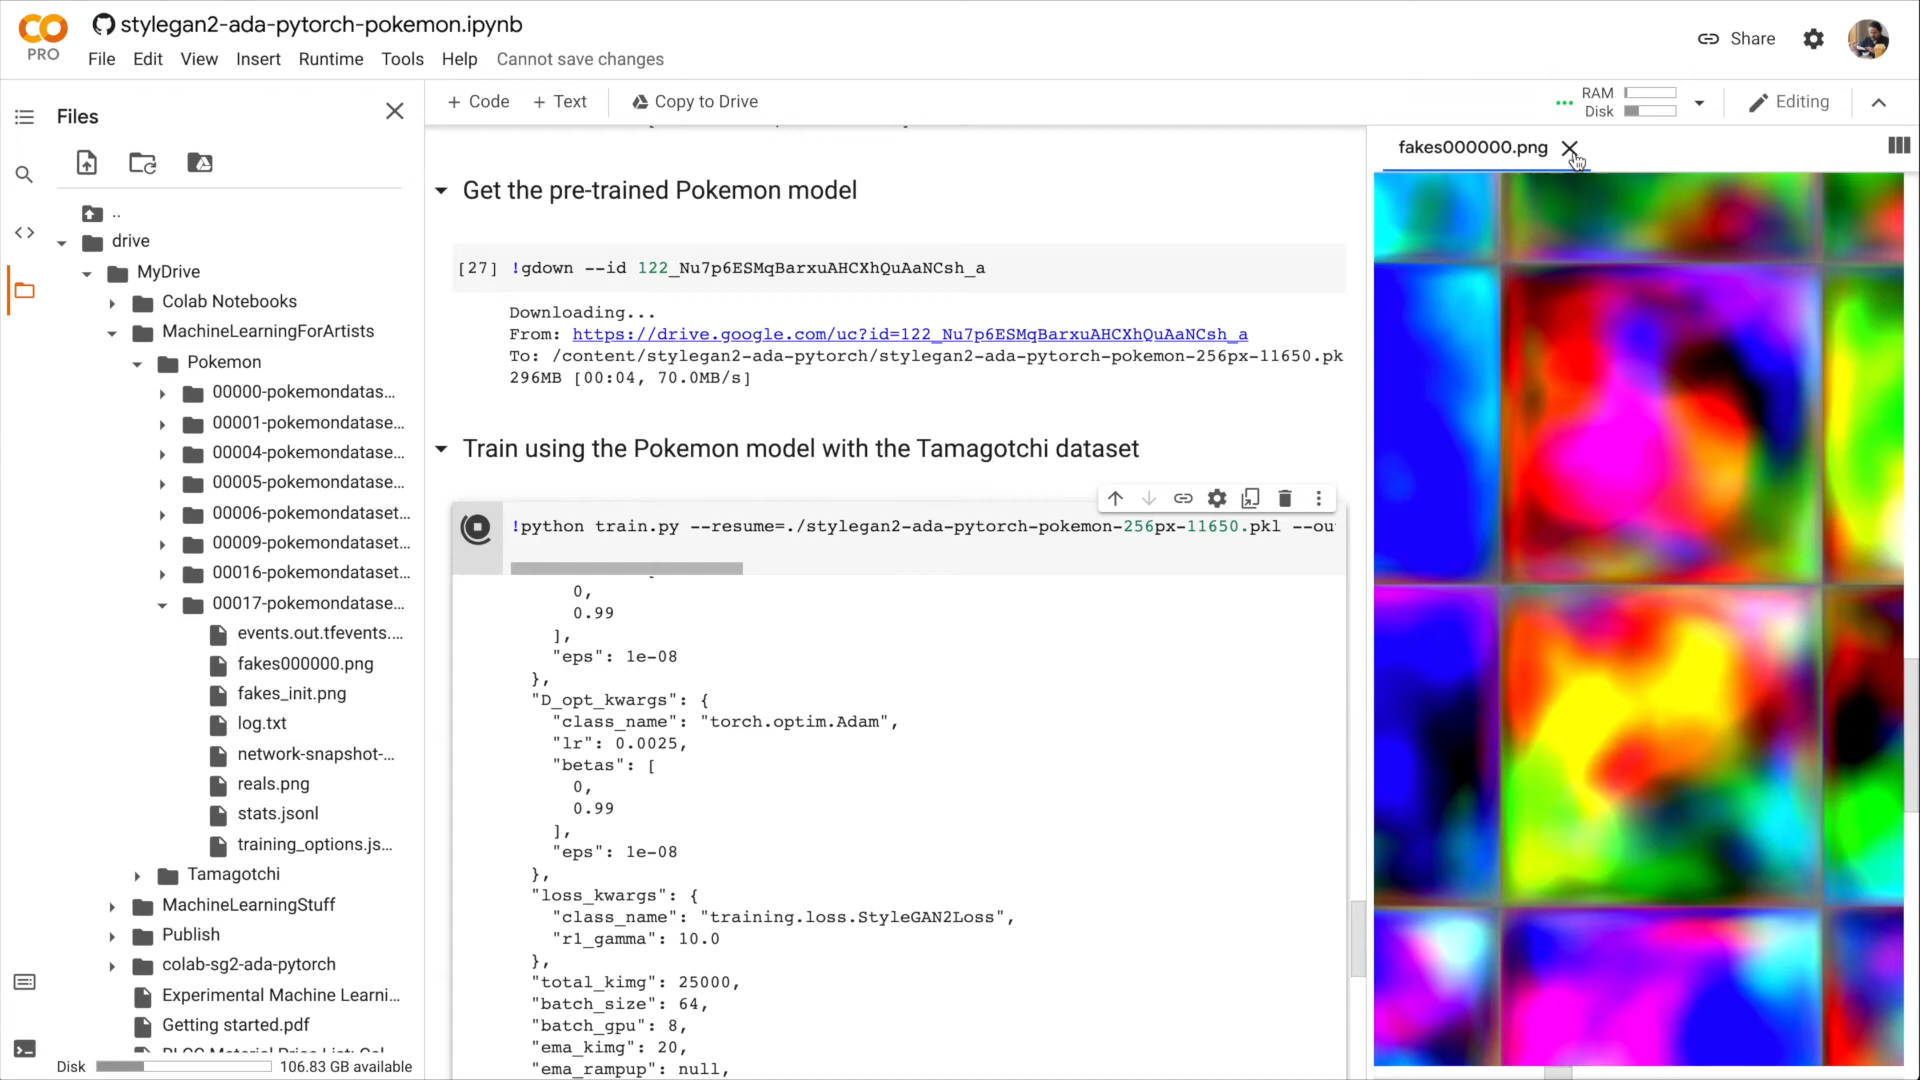 stylegan2-ada-pytorch-pokemon.ipynb
PRO
File Edit View Insert Runtime Tools Help Cannot save changes
Share
Files
+ Code + Text Copy to Drive
RAM
Disk
Editing
fakes000000.png
..
drive
MyDrive
Colab Notebooks
MachineLearningForArtists
Pokemon
00000-pokemondatas...
00001-pokemondatase...
00004-pokemondatase...
00005-pokemondatase...
00006-pokemondataset...
00009-pokemondataset...
00016-pokemondataset...
00017-pokemondatase...
events.out.tfevents....
fakes000000.png
fakes_init.png
log.txt
network-snapshot-...
reals.png
stats.jsonl
training_options.js...
Tamagotchi
MachineLearningStuff
Publish
colab-sg2-ada-pytorch
Experimental Machine Learni...
Getting started.pdf
Disk 106.83 GB available
Get the pre-trained Pokemon model
[27] !gdown --id 122_Nu7p6ESMqBarxuAHCXhQuAaNCsh_a
Downloading...
From: https://drive.google.com/uc?id=122_Nu7p6ESMqBarxuAHCXhQuAaNCsh_a
To: /content/stylegan2-ada-pytorch/stylegan2-ada-pytorch-pokemon-256px-11650.pk
296MB [00:04, 70.0MB/s]
Train using the Pokemon model with the Tamagotchi dataset
!python train.py --resume=./stylegan2-ada-pytorch-pokemon-256px-11650.pkl --ou
0,
0.99
],
"eps": 1e-08
},
"D_opt_kwargs": {
"class_name": "torch.optim.Adam",
"lr": 0.0025,
"betas": [
0,
0.99
],
"eps": 1e-08
},
"loss_kwargs": {
"class_name": "training.loss.StyleGAN2Loss",
"r1_gamma": 10.0
},
"total_kimg": 25000,
"batch_size": 64,
"batch_gpu": 8,
"ema_kimg": 20,
"ema_rampup": null,